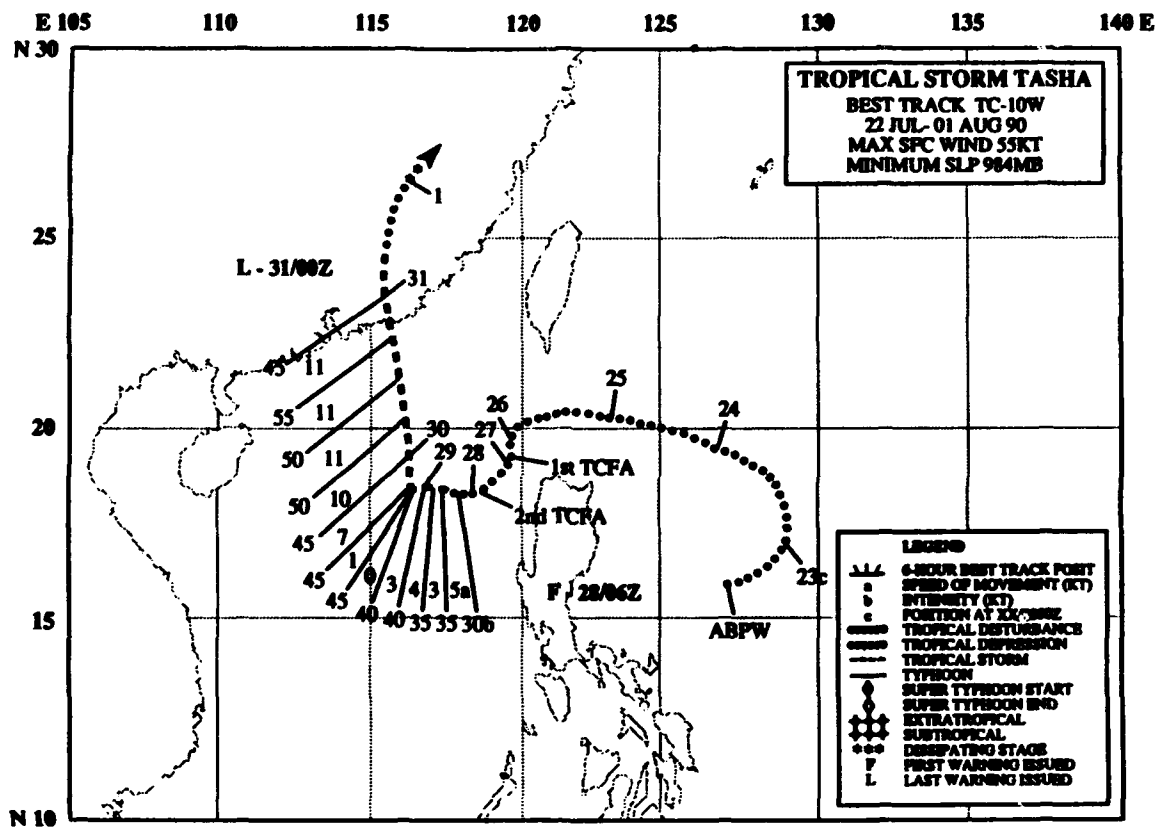 E 105 110 115 120 125 130 135 140 E
N 30
TROPICAL STORM TASHA
BEST TRACK TC-10W
22 JUL- 01 AUG 90
MAX SFC WIND 55KT
MINIMUM SLP 984MB
1
25
L - 31/00Z
31
45 11
55 11
25
24
26
20
27
30
29
28
50 11
1st TCFA
50 10
2nd TCFA
45 7
45 1
45 0
40 3
40 4
35 3
35 5a
30b
F - 28/06Z
23c
15
ABPW
LEGEND
6-HOUR BEST TRACK POSIT
a SPEED OF MOVEMENT (KT)
b INTENSITY (KT)
c POSITION AT
TROPICAL DISTURBANCE
TROPICAL DEPRESSION
TROPICAL STORM
TYPHOON
SUPER TYPHOON START
SUPER TYPHOON END
EXTRATROPICAL
SUBTROPICAL
*** DISSIPATING STAGE
F FIRST WARNING ISSUED
L LAST WARNING ISSUED
N 10